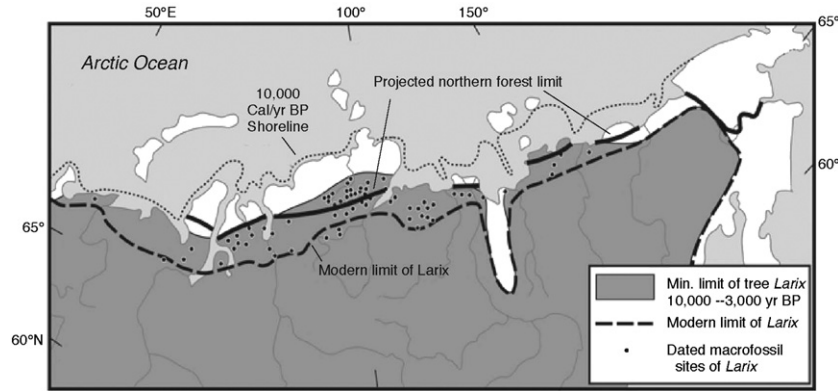 50°E
100°
150°
65°
Arctic Ocean
10,000
Cal/yr BP
Shoreline
Projected northern forest limit
60°
65°
Modern limit of Larix
60°N
Min. limit of tree Larix
10,000 --3,000 yr BP
Modern limit of Larix
Dated macrofossil
sites of Larix